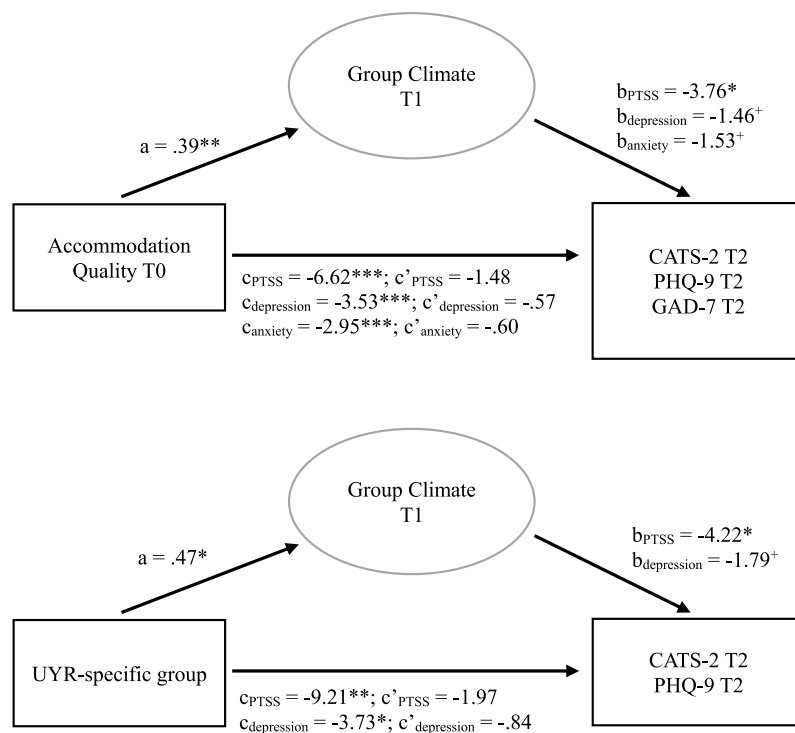 Group Climate
T1
b_PTSS = -3.76*
b_depression = -1.46⁺
b_anxiety = -1.53⁺
a = .39**
Accommodation
Quality T0
CATS-2 T2
PHQ-9 T2
GAD-7 T2
c_PTSS = -6.62***; c’_PTSS = -1.48
c_depression = -3.53***; c’_depression = -.57
c_anxiety = -2.95***; c’_anxiety = -.60
Group Climate
T1
b_PTSS = -4.22*
b_depression = -1.79⁺
a = .47*
UYR-specific group
CATS-2 T2
PHQ-9 T2
c_PTSS = -9.21**; c’_PTSS = -1.97
c_depression = -3.73*; c’_depression = -.84